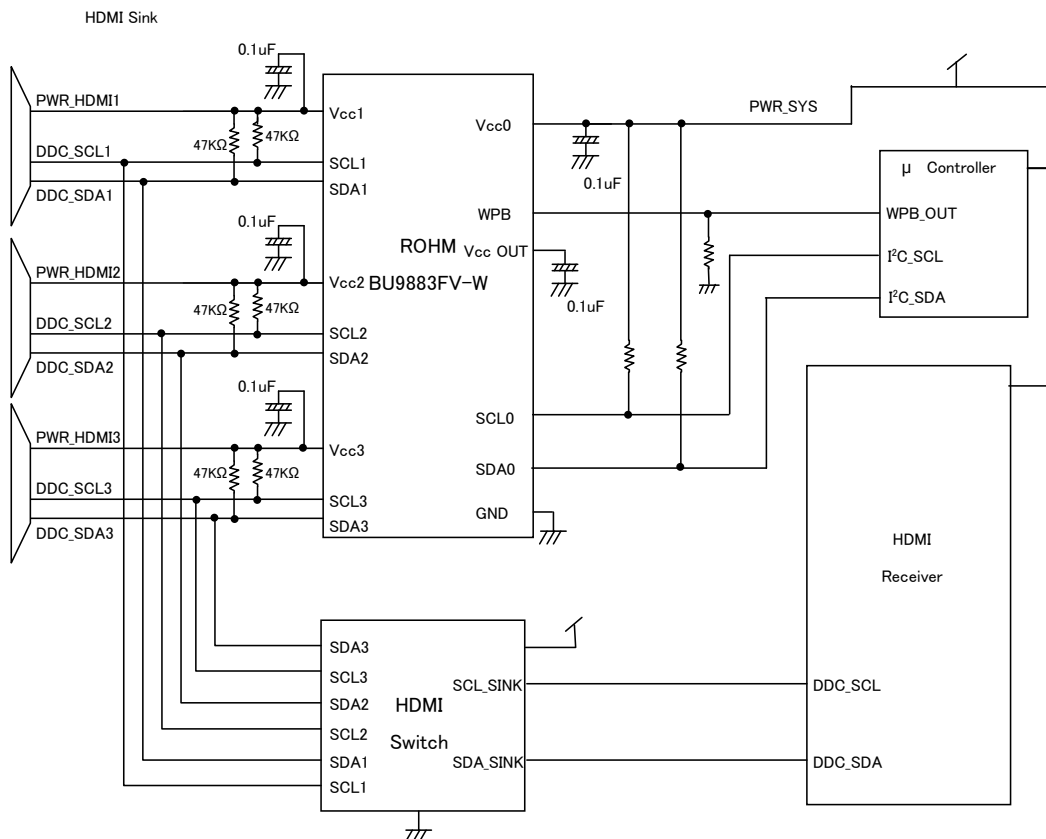 HDMI Sink
0.1uF
PWR_HDMI1
47KΩ
47KΩ
DDC_SCL1
DDC_SDA1
0.1uF
PWR_HDMI2
47KΩ
47KΩ
DDC_SCL2
DDC_SDA2
0.1uF
PWR_HDMI3
47KΩ
47KΩ
DDC_SCL3
DDC_SDA3
Vcc1
SCL1
SDA1
Vcc2
SCL2
SDA2
Vcc3
SCL3
SDA3
ROHM
BU9883FV-W
Vcc0
WPB
Vcc OUT
SCL0
SDA0
GND
0.1uF
0.1uF
PWR_SYS
μ Controller
WPB_OUT
I²C_SCL
I²C_SDA
HDMI
Receiver
DDC_SCL
DDC_SDA
SDA3
SCL3
SDA2
SCL2
SDA1
SCL1
HDMI
Switch
SCL_SINK
SDA_SINK